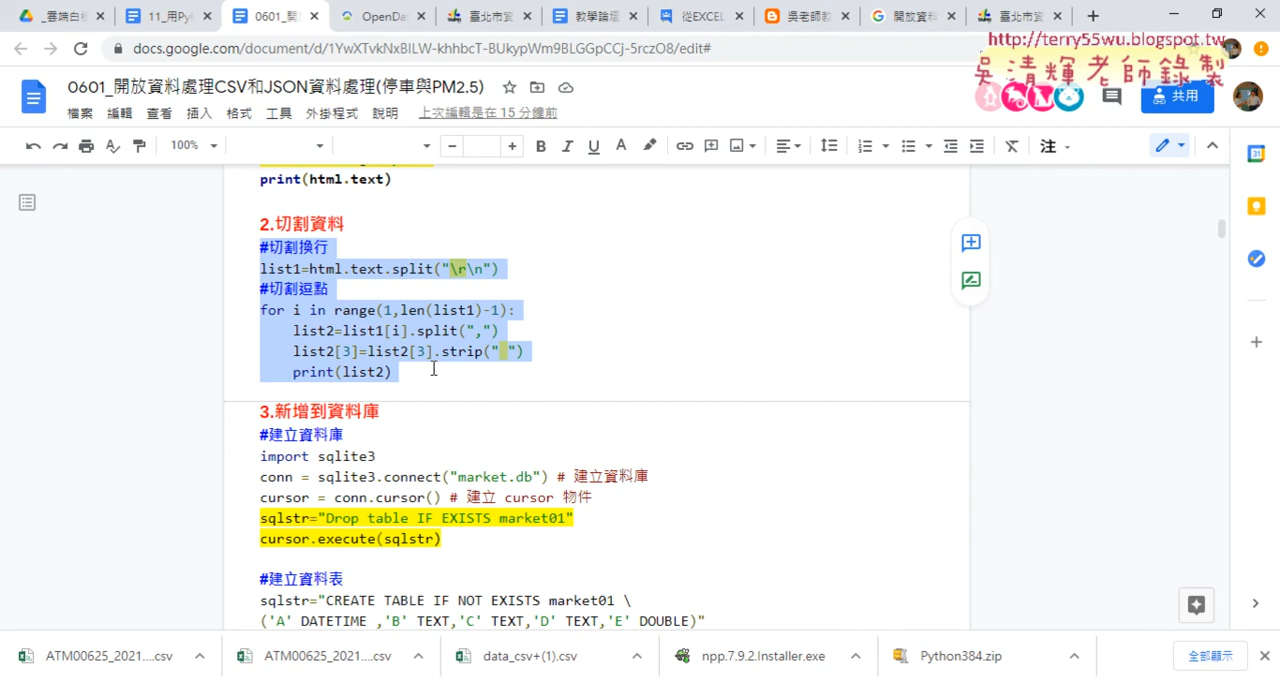 _雲端白板
11_用Py
0601_開
OpenDa
臺北市資
教學論壇
從EXCEL
吳老師教
開放資料
臺北市資
docs.google.com/document/d/1YwXTvkNxBILW-khhbcT-BUkypWm9BLGGpCCj-5rczO8/edit#
http://terry55wu.blogspot.tw
吳清輝老師錄製
0601_開放資料處理CSV和JSON資料處理(停車與PM2.5)
檔案 編輯 查看 插入 格式 工具 外掛程式 說明 上次編輯是在 15 分鐘前
共用
100%
注
print(html.text)
2.切割資料
#切割換行
list1=html.text.split("\r\n")
#切割逗點
for i in range(1,len(list1)-1):
list2=list1[i].split(",")
list2[3]=list2[3].strip(" ")
print(list2)
3.新增到資料庫
#建立資料庫
import sqlite3
conn = sqlite3.connect("market.db") # 建立資料庫
cursor = conn.cursor() # 建立 cursor 物件
sqlstr="Drop table IF EXISTS market01"
cursor.execute(sqlstr)
#建立資料表
sqlstr="CREATE TABLE IF NOT EXISTS market01 \
('A' DATETIME ,'B' TEXT,'C' TEXT,'D' TEXT,'E' DOUBLE)"
ATM00625_2021....csv
ATM00625_2021....csv
data_csv+(1).csv
npp.7.9.2.Installer.exe
Python384.zip
全部顯示